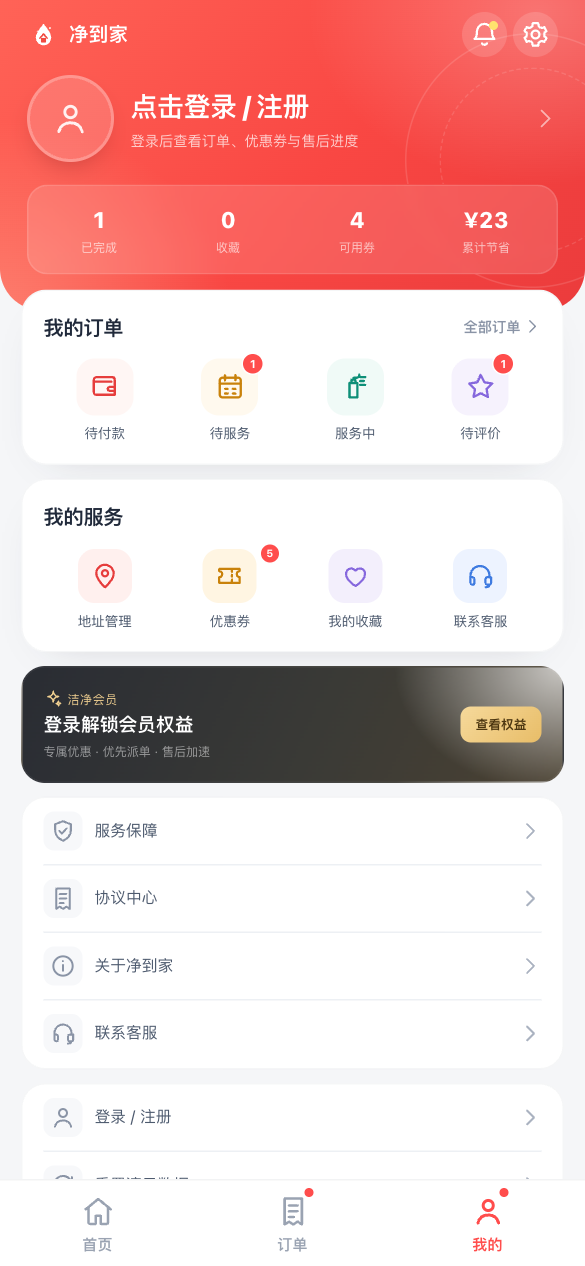 净到家
点击登录 / 注册
登录后查看订单、优惠券与售后进度
1 0 4 ¥23
已完成 收藏 可用券 累计节省
我的订单 全部订单
1 1
待付款 待服务 服务中 待评价
我的服务
5
地址管理 优惠券 我的收藏 联系客服
洁净会员
登录解锁会员权益
查看权益
专属优惠 · 优先派单 · 售后加速
服务保障
协议中心
关于净到家
联系客服
登录 / 注册
首页 订单 我的